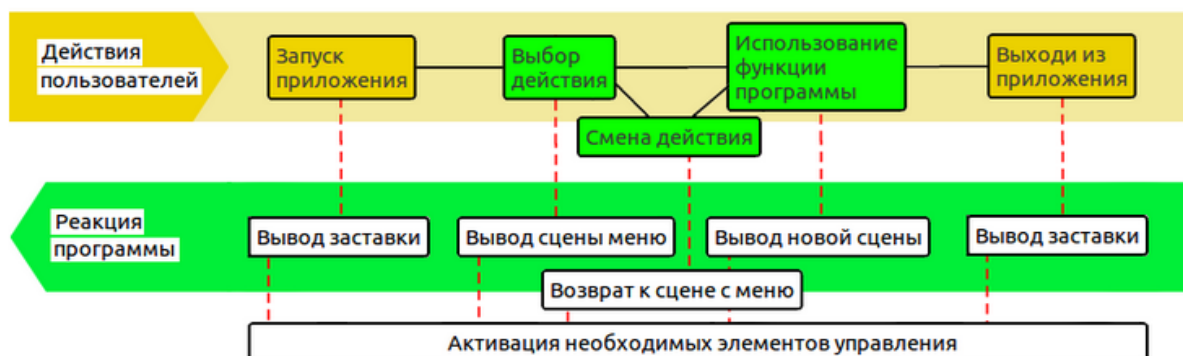 Действия
пользователей
Запуск
приложения
Выбор
действия
Использование
функции
программы
Выходи из
приложения
Смена действия
Реакция
программы
Вывод заставки
Вывод сцены меню
Вывод новой сцены
Вывод заставки
Возврат к сцене с меню
Активация необходимых элементов управления